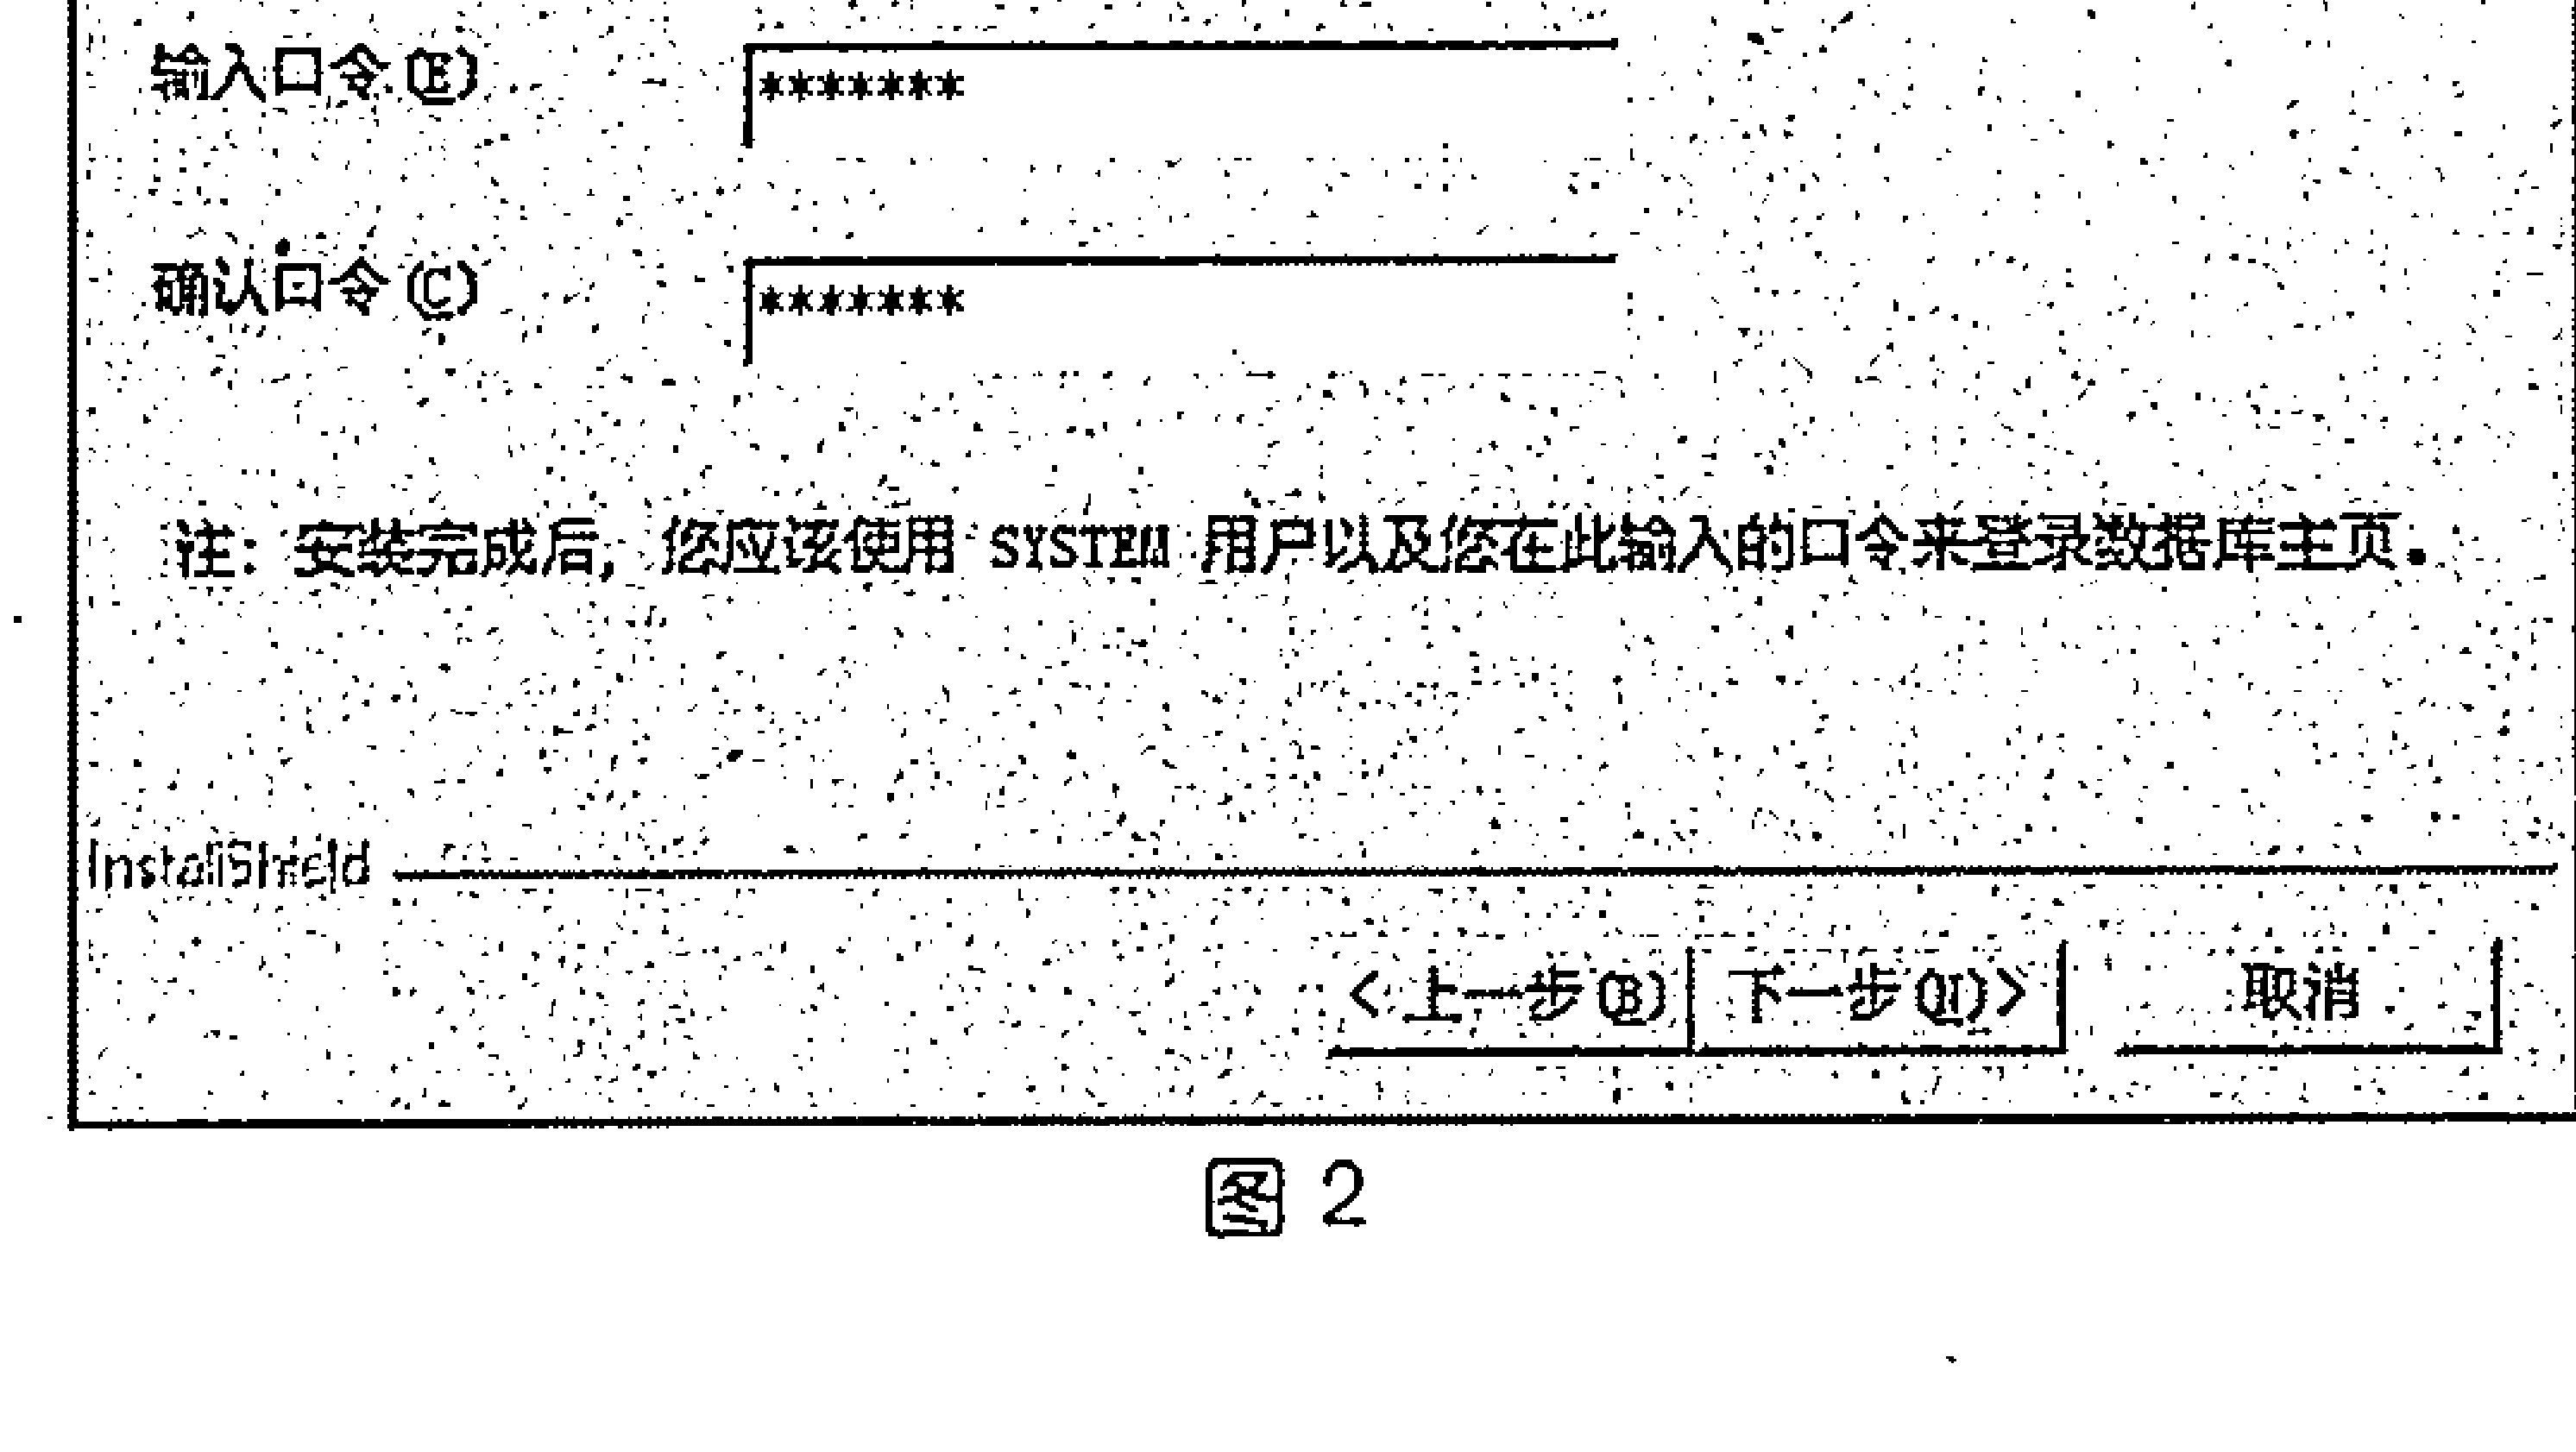 输入口令(E) *******
确认口令(C) *******
注: 安装完成后, 您应该使用 SYSTEM 用户以及您在此输入的口令来登录数据库主页。
InstallShield
< 上一步(B) 下一步(N)> 取消
图 2